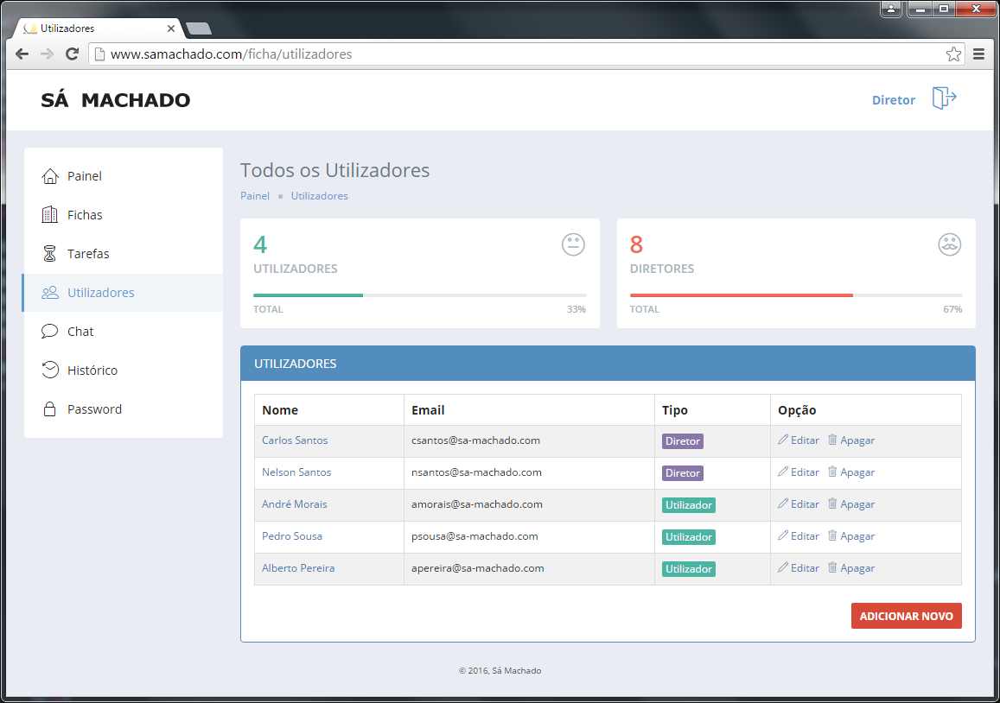 Utilizadores
www.samachado.com/ficha/utilizadores
SÁ MACHADO
Diretor
Painel
Fichas
Tarefas
Utilizadores
Chat
Histórico
Password
Todos os Utilizadores
Painel Utilizadores
4
UTILIZADORES
TOTAL 33%
8
DIRETORES
TOTAL 67%
UTILIZADORES
Nome Email Tipo Opção
Carlos Santos csantos@sa-machado.com Diretor Editar Apagar
Nelson Santos nsantos@sa-machado.com Diretor Editar Apagar
André Morais amorais@sa-machado.com Utilizador Editar Apagar
Pedro Sousa psousa@sa-machado.com Utilizador Editar Apagar
Alberto Pereira apereira@sa-machado.com Utilizador Editar Apagar
ADICIONAR NOVO
© 2016, Sá Machado